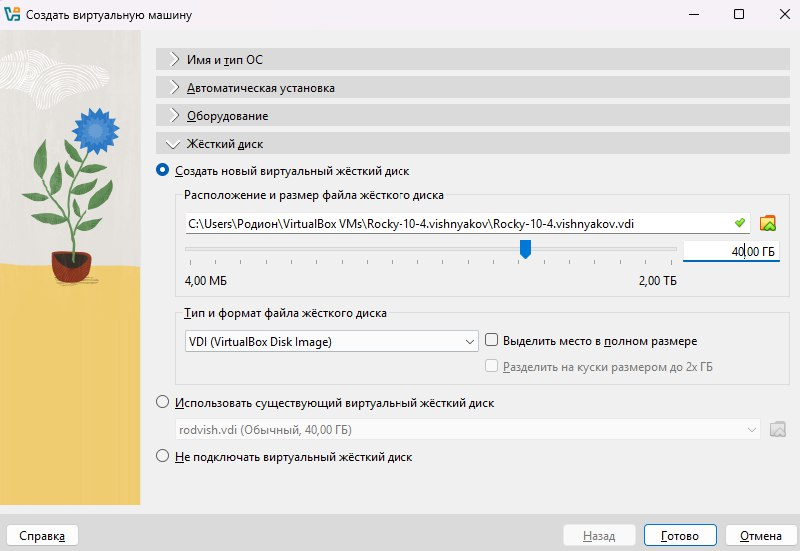 Создать виртуальную машину
Имя и тип ОС
Автоматическая установка
Оборудование
Жёсткий диск
Создать новый виртуальный жёсткий диск
Расположение и размер файла жёсткого диска
C:\Users\Родион\VirtualBox VMs\Rocky-10-4.vishnyakov\Rocky-10-4.vishnyakov.vdi
40,00 ГБ
4,00 МБ 2,00 ТБ
Тип и формат файла жёсткого диска
VDI (VirtualBox Disk Image) Выделить место в полном размере
Разделить на куски размером до 2х ГБ
Использовать существующий виртуальный жёсткий диск
rodvish.vdi (Обычный, 40,00 ГБ)
Не подключать виртуальный жёсткий диск
Справка Назад Готово Отмена